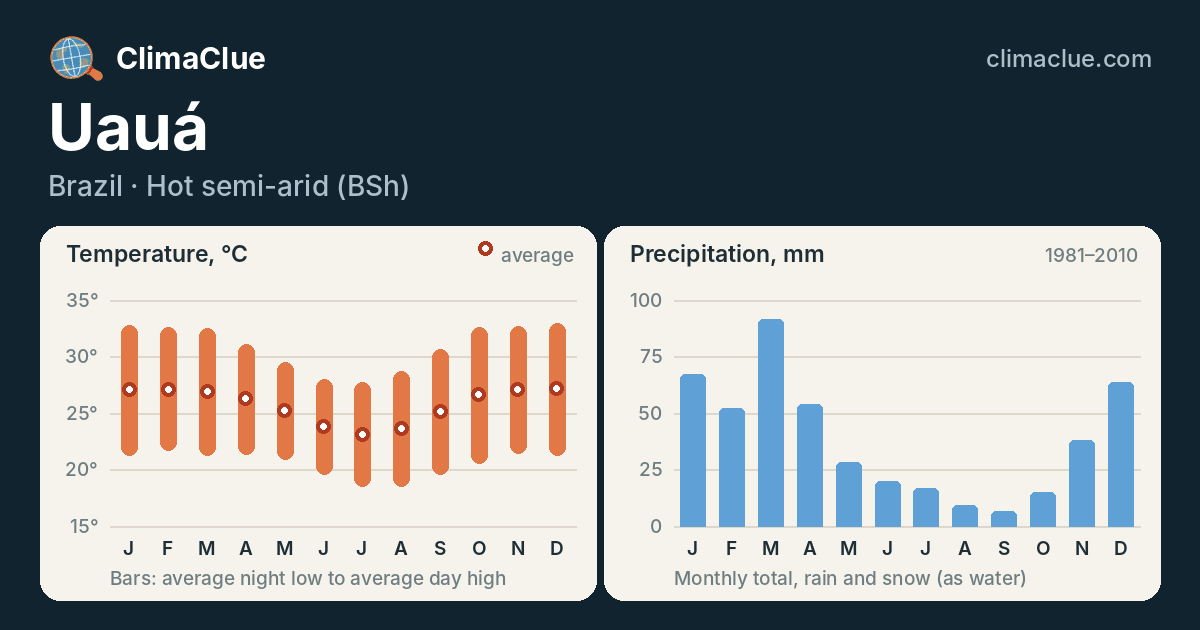 ClimaClue
climaclue.com
Uauá
Brazil · Hot semi-arid (BSh)
Temperature, °C
average
35°
30°
25°
20°
15°
J F M A M J J A S O N D
Bars: average night low to average day high
Precipitation, mm
1981–2010
100
75
50
25
0
J F M A M J J A S O N D
Monthly total, rain and snow (as water)